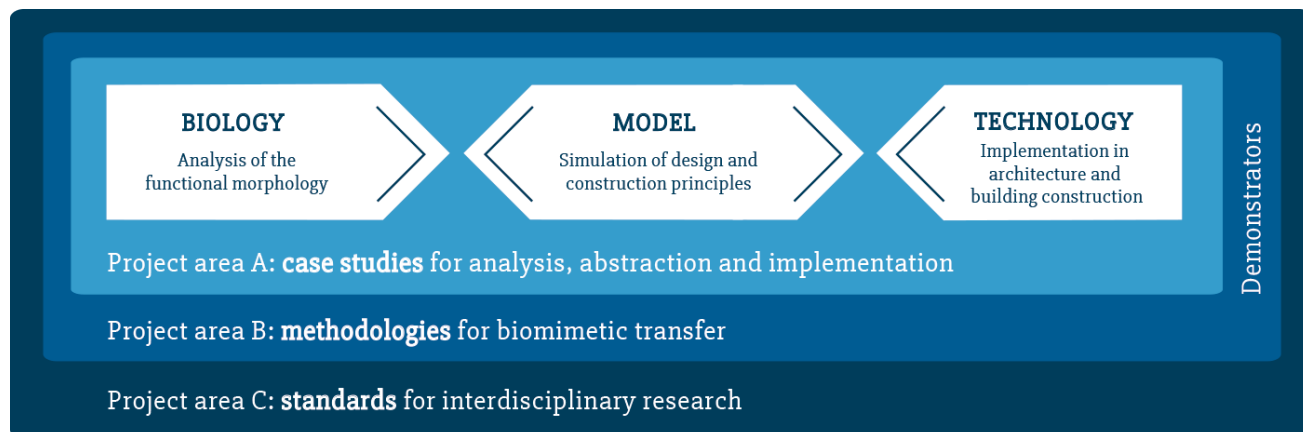 BIOLOGY
Analysis of the
functional morphology
MODEL
Simulation of design and
construction principles
TECHNOLOGY
Implementation in
architecture and
building construction
Project area A: case studies for analysis, abstraction and implementation
Project area B: methodologies for biomimetic transfer
Project area C: standards for interdisciplinary research
Demonstrators